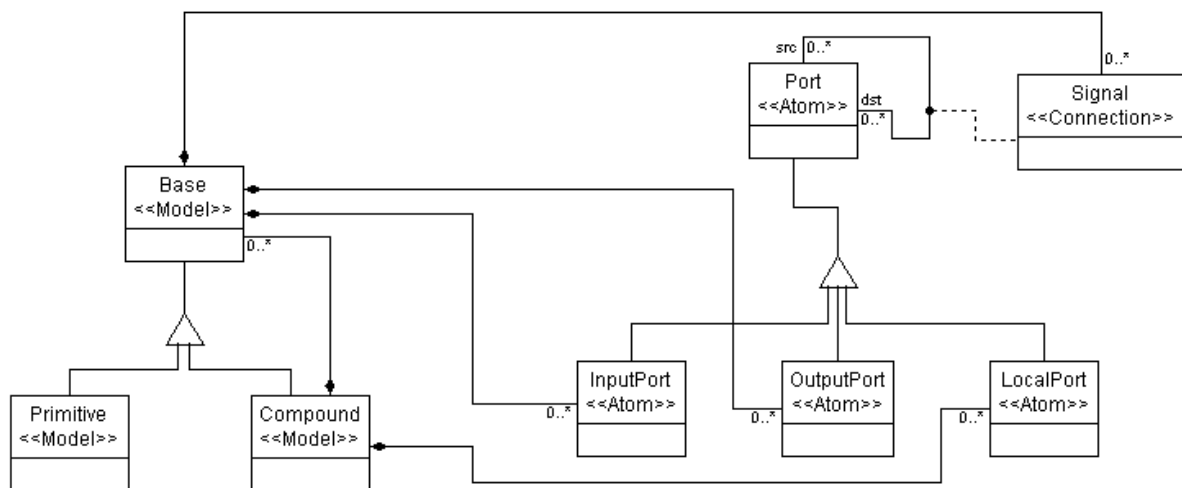 src
0..*
0..*
Port
<<Atom>>
dst
0..*
Signal
<<Connection>>
Base
<<Model>>
0..*
InputPort
<<Atom>>
0..*
OutputPort
<<Atom>>
0..*
LocalPort
<<Atom>>
0..*
Primitive
<<Model>>
Compound
<<Model>>